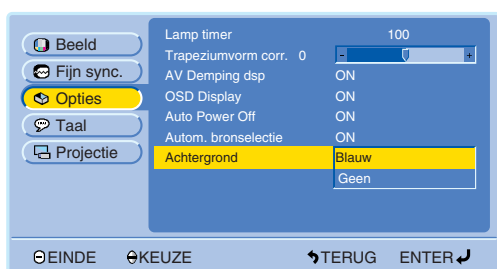 Beeld
Fijn sync.
Opties
Taal
Projectie
Lamp timer 100
Trapeziumvorm corr. 0 - +
AV Demping dsp ON
OSD Display ON
Auto Power Off ON
Autom. bronselectie ON
Achtergrond Blauw
Geen
EINDE KEUZE TERUG ENTER